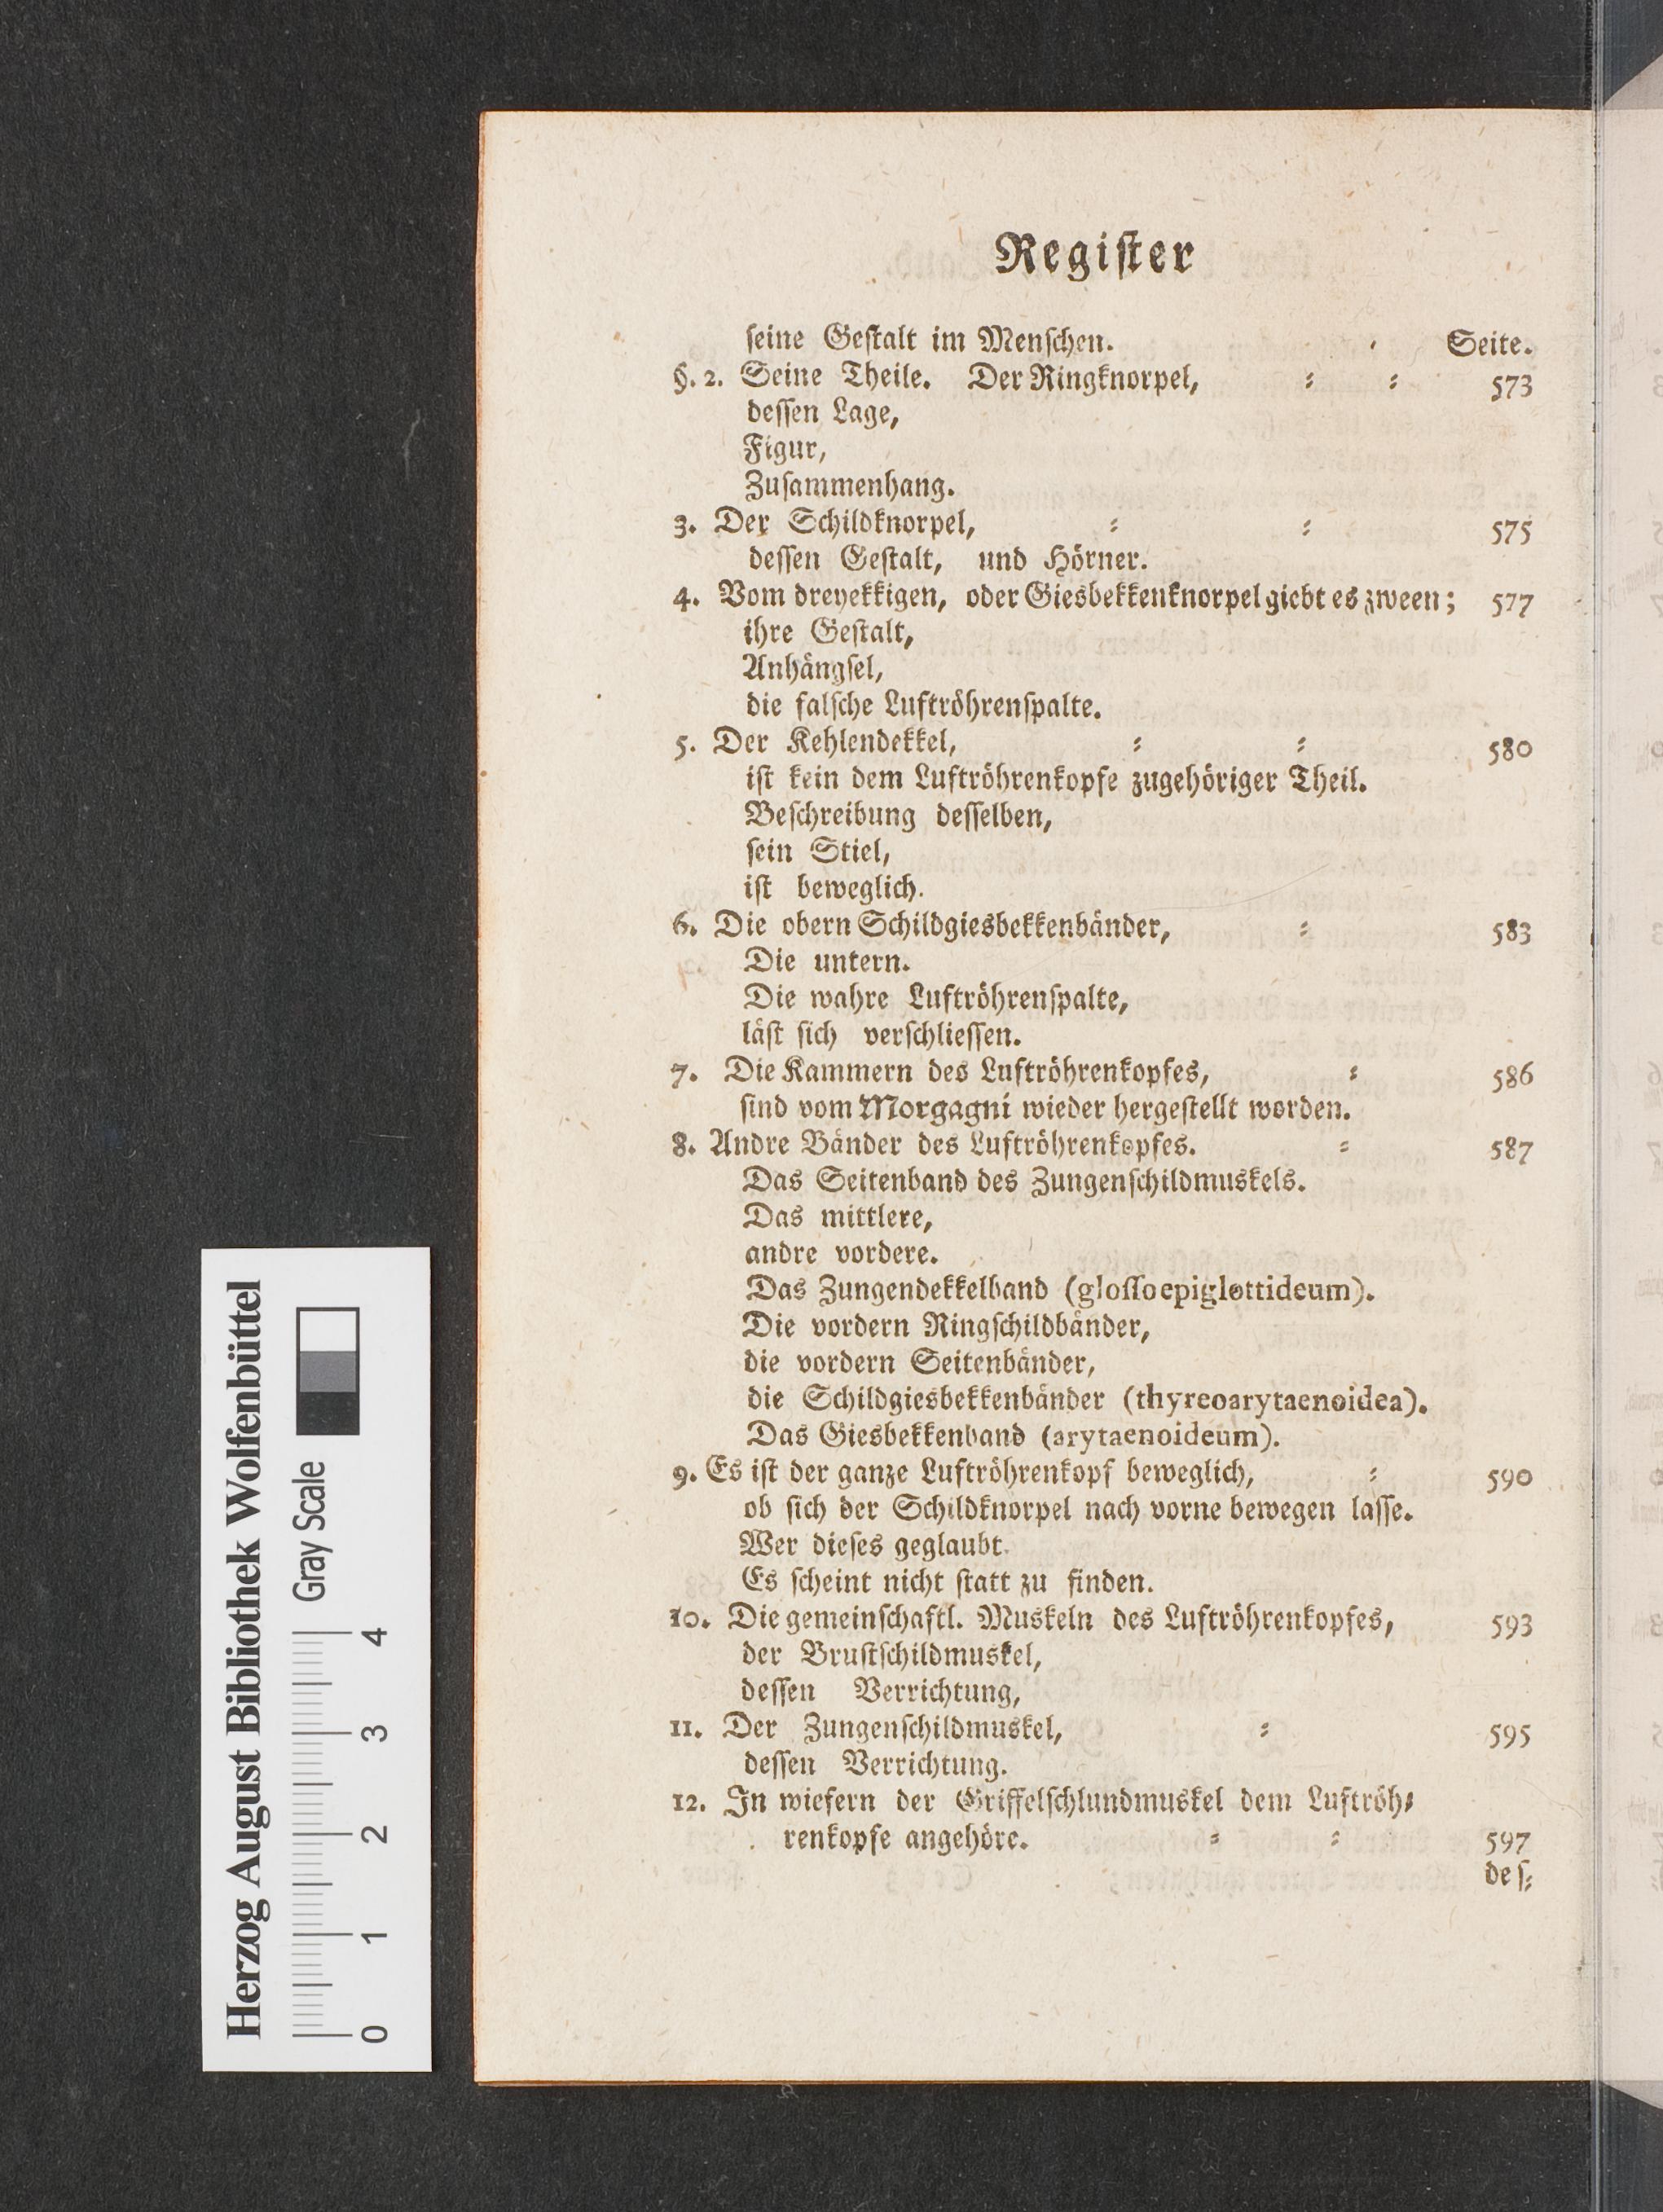 Regiſter
ſeine Geſtalt im Menſchen. Seite.
§. 2. Seine Theile. Der Ringknorpel, ⸗ ⸗ 573
deſſen Lage,
Figur,
Zuſammenhang.
3. Der Schildknorpel, ⸗ ⸗ 575
deſſen Geſtalt, und Hörner.
4. Vom dreyekkigen, oder Giesbekkenknorpel giebt es zween; 577
ihre Geſtalt,
Anhängſel,
die falſche Luftröhrenſpalte.
5. Der Kehlendekkel, ⸗ ⸗ 580
iſt kein dem Luftröhrenkopfe zugehöriger Theil.
Beſchreibung deſſelben,
ſein Stiel,
iſt beweglich.
6. Die obern Schildgiesbekkenbänder, ⸗ 583
Die untern.
Die wahre Luftröhrenſpalte,
läſt ſich verſchlieſſen.
7. Die Kammern des Luftröhrenkopfes, ⸗ 586
ſind vom Morgagni wieder hergeſtellt worden.
8. Andre Bänder des Luftröhrenkopfes. ⸗ 587
Das Seitenband des Zungenſchildmuskels.
Das mittlere,
andre vordere.
Das Zungendekkelband (gloſſoepiglottideum).
Die vordern Ringſchildbänder,
die vordern Seitenbänder,
die Schildgiesbekkenbänder (thyreoarytaenoidea).
Das Giesbekkenband (arytaenoideum).
9. Es iſt der ganze Luftröhrenkopf beweglich, ⸗ 590
ob ſich der Schildknorpel nach vorne bewegen laſſe.
Wer dieſes geglaubt.
Es ſcheint nicht ſtatt zu finden.
10. Die gemeinſchaftl. Muskeln des Luftröhrenkopfes, 593
der Bruſtſchildmuskel,
deſſen Verrichtung,
11. Der Zungenſchildmuskel, ⸗ 595
deſſen Verrichtung.
12. In wiefern der Griffelſchlundmuskel dem Luftröh⸗
renkopfe angehöre. ⸗ ⸗ 597
deſ⸗
Herzog August Bibliothek Wolfenbüttel
Gray Scale
0 1 2 3 4